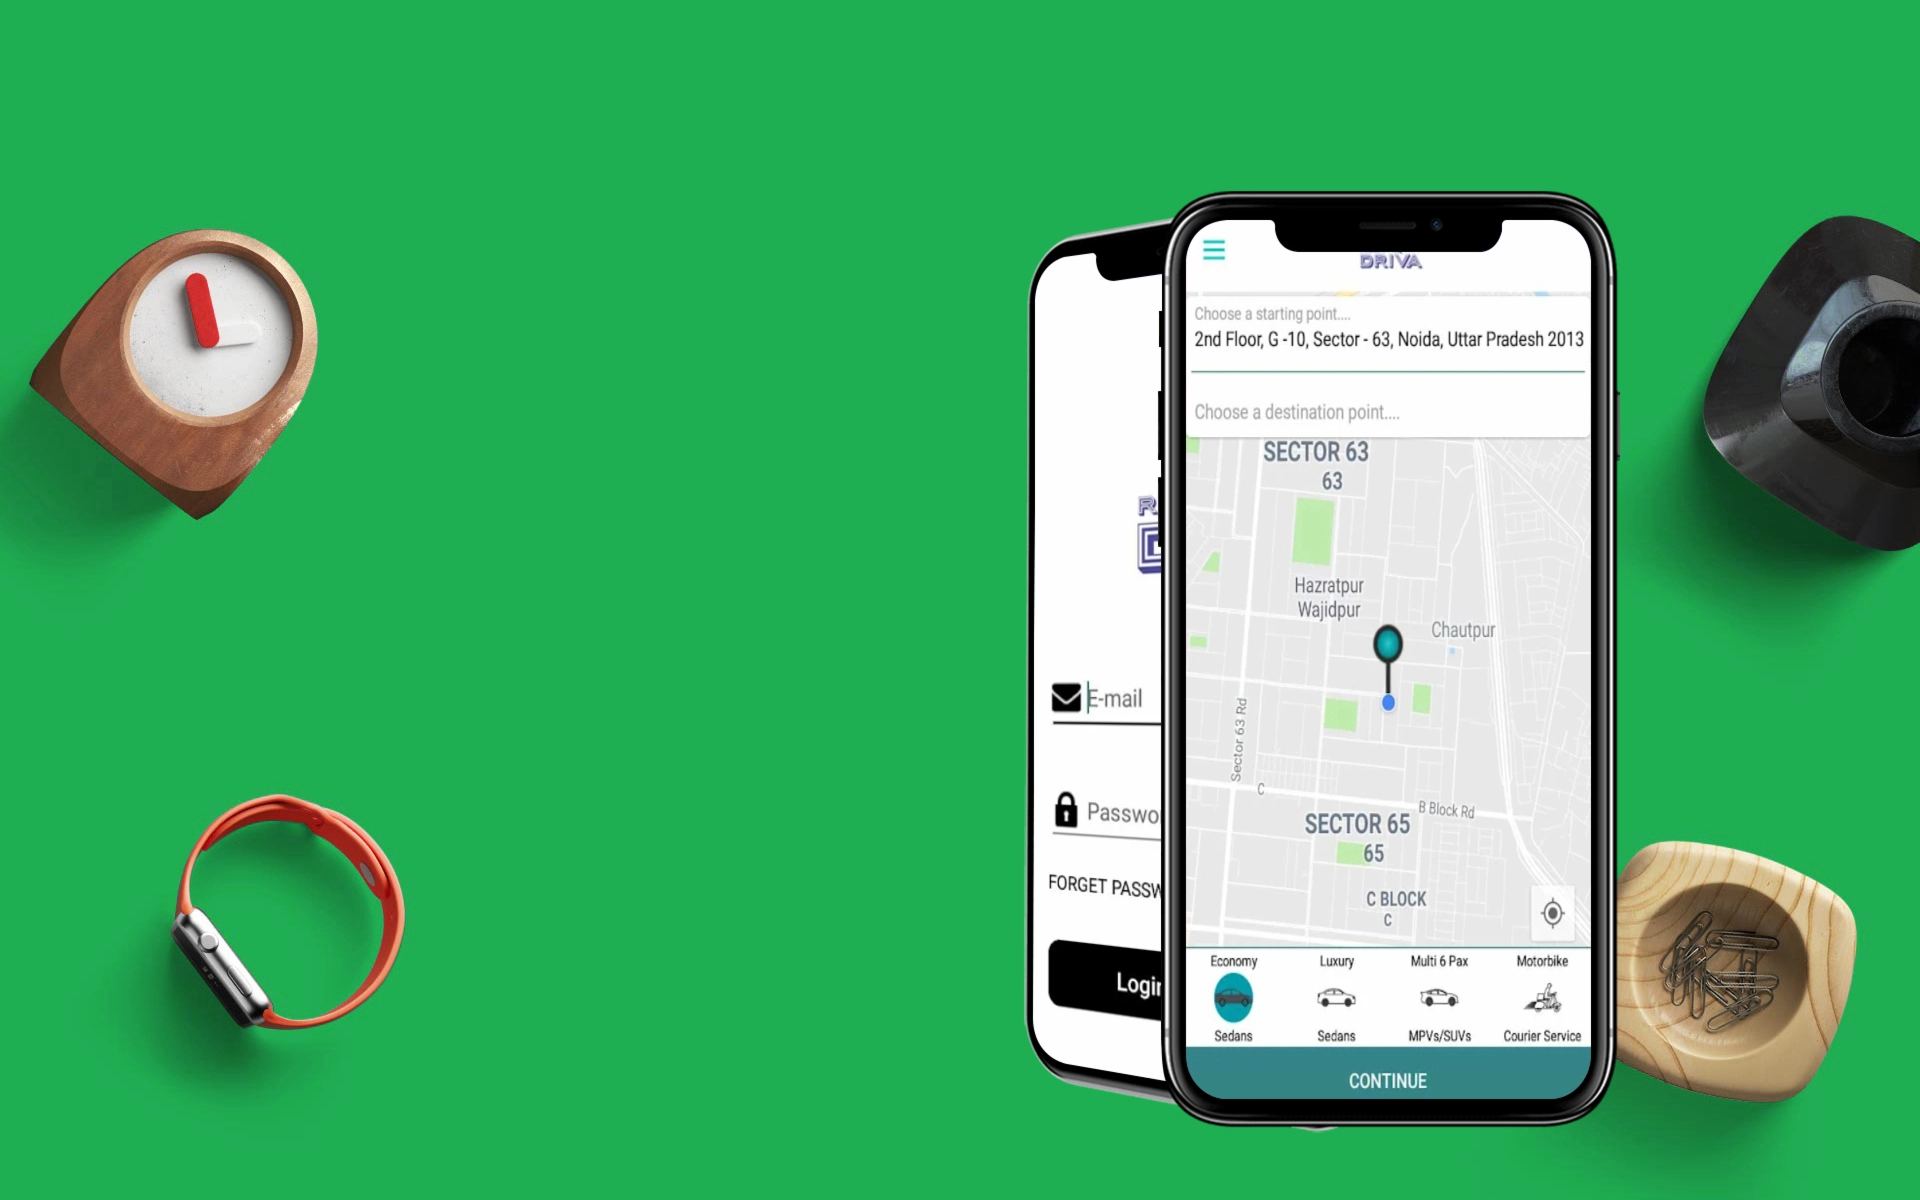 DRIVA
Choose a starting point....
2nd Floor, G -10, Sector - 63, Noida, Uttar Pradesh 2013
Choose a destination point....
SECTOR 63
63
Hazratpur
Wajidpur
Chautpur
Sector 63 Rd
C
B Block Rd
SECTOR 65
65
C BLOCK
C
Economy
Luxury
Multi 6 Pax
Motorbike
Sedans
Sedans
MPVs/SUVs
Courier Service
CONTINUE
E-mail
Passwo
FORGET PASSW
Login